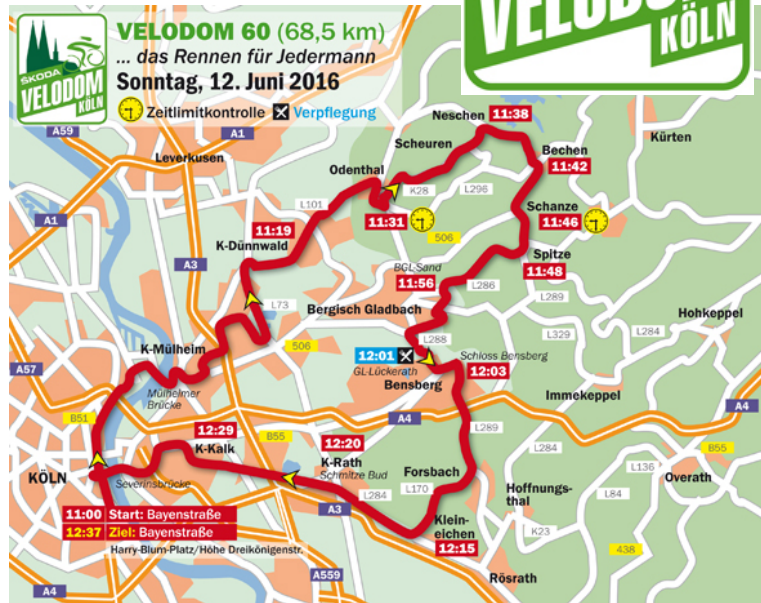 VELODOM 60 (68,5 km)
... das Rennen für Jedermann
Sonntag, 12. Juni 2016
Zeitlimitkontrolle Verpflegung
ŠKODA
VELODOM
KÖLN
KÖLN
A59
A1
Leverkusen
Neschen 11:38
Scheuren
Kürten
Bechen
11:42
Odenthal
K28
L296
L101
A1
11:19
K-Dünnwald
11:31
Schanze
11:46
506
A3
Spitze
11:48
BGL-Sand
11:56
L286
L289
L73
Bergisch Gladbach
L329
L284
Hohkeppel
K-Mülheim
506
L288
12:01
GL-Lückerath
Bensberg
Schloss Bensberg
12:03
A57
Mülheimer
Brücke
Immekeppel
A4
A4
B51
12:29
K-Kalk
B55
12:20
K-Rath
Schmitze Bud
L289
L284
B55
KÖLN
Severinsbrücke
Forsbach
L136
Overath
L284
L170
Hoffnungs-
thal
L84
11:00 Start: Bayenstraße
12:37 Ziel: Bayenstraße
Harry-Blum-Platz/Höhe Dreikönigenstr.
A3
Klein-
eichen
12:15
K23
438
A559
Rösrath
A4